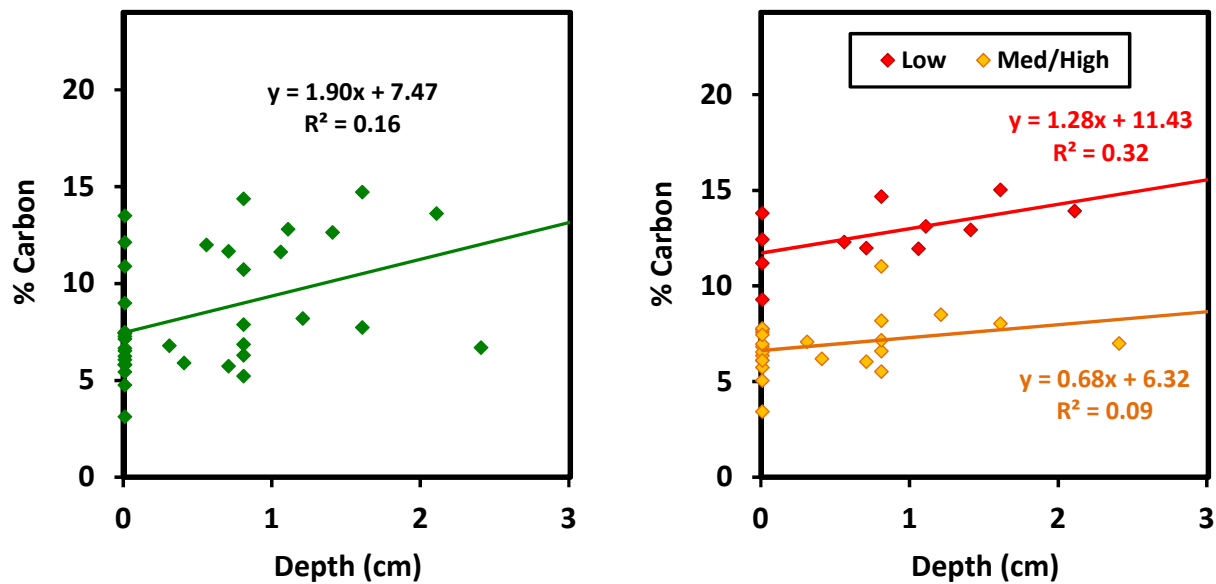 y = 1.90x + 7.47
R² = 0.16
% Carbon
20
15
10
5
0
0 1 2 3
Depth (cm)
Low Med/High
y = 1.28x + 11.43
R² = 0.32
y = 0.68x + 6.32
R² = 0.09
% Carbon
20
15
10
5
0
0 1 2 3
Depth (cm)